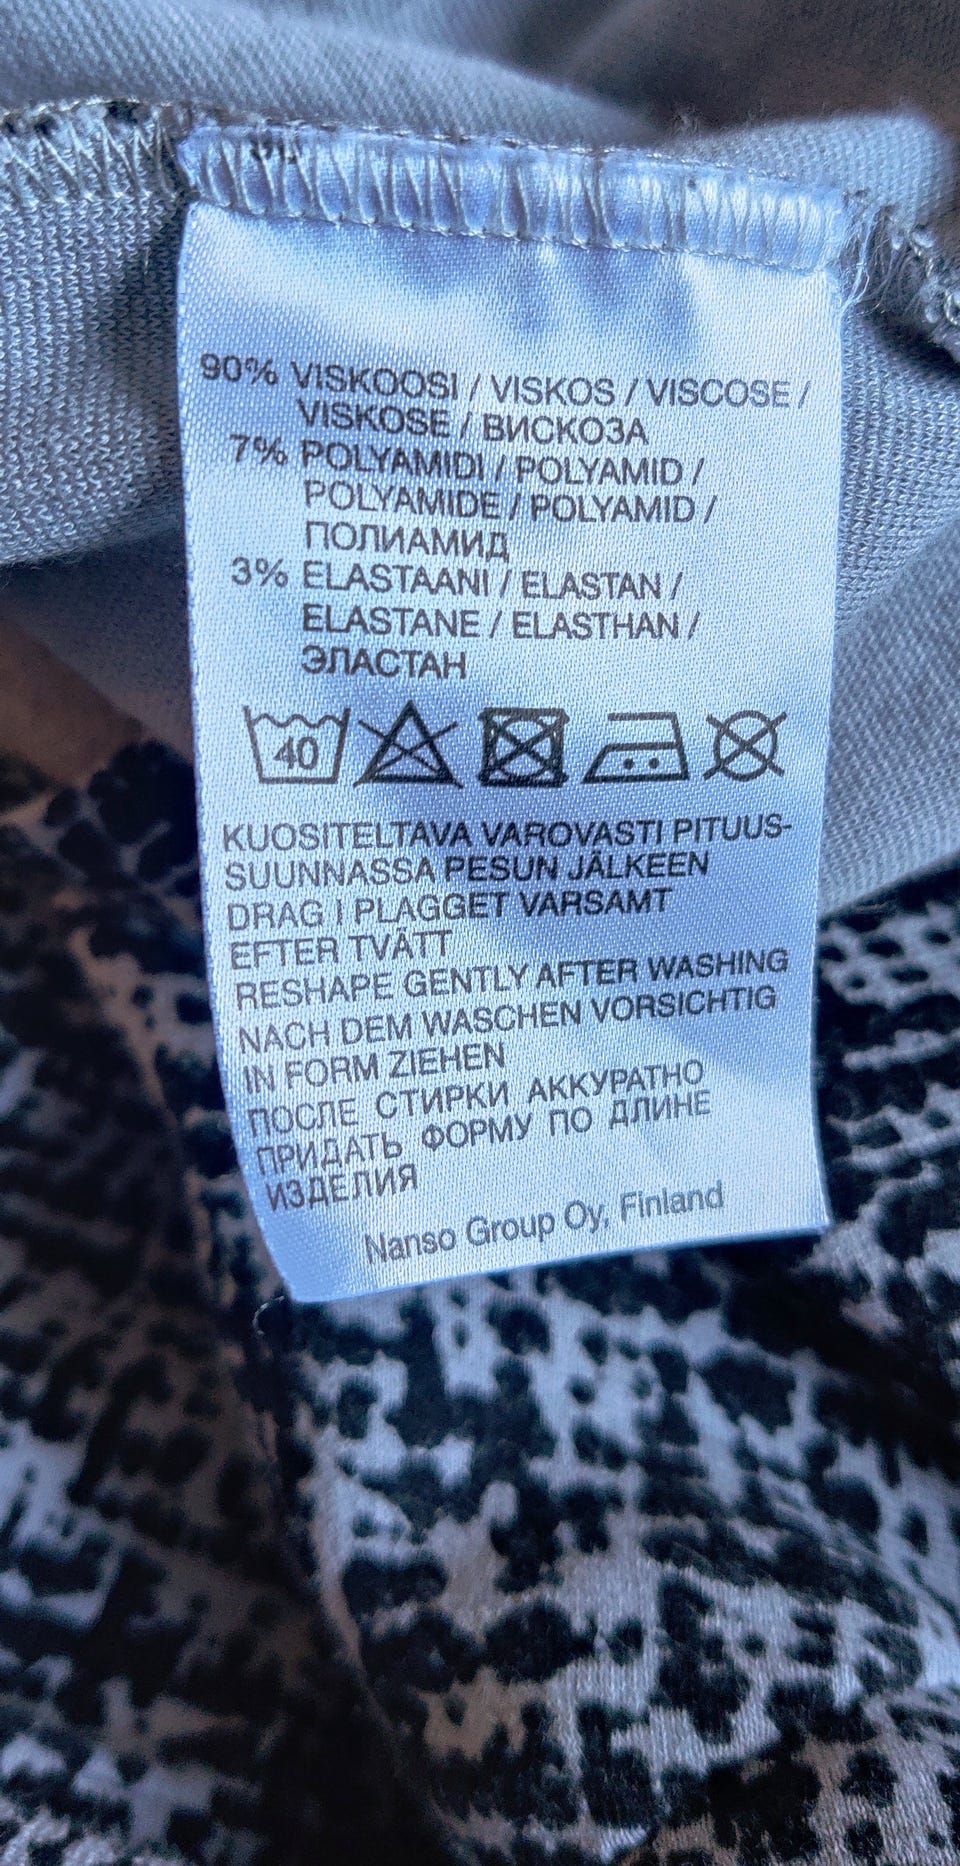 90% VISKOOSI / VISKOS / VISCOSE /
VISKOSE / ВИСКОЗА
7% POLYAMIDI / POLYAMID /
POLYAMIDE / POLYAMID /
ПОЛИАМИД
3% ELASTAANI / ELASTAN /
ELASTANE / ELASTHAN /
ЭЛАСТАН
40
KUOSITELTAVA VAROVASTI PITUUS-
SUUNNASSA PESUN JÄLKEEN
DRAG I PLAGGET VARSAMT
EFTER TVÄTT
RESHAPE GENTLY AFTER WASHING
NACH DEM WASCHEN VORSICHTIG
IN FORM ZIEHEN
ПОСЛЕ СТИРКИ АККУРАТНО
ПРИДАТЬ ФОРМУ ПО ДЛИНЕ
ИЗДЕЛИЯ
Nanso Group Oy, Finland